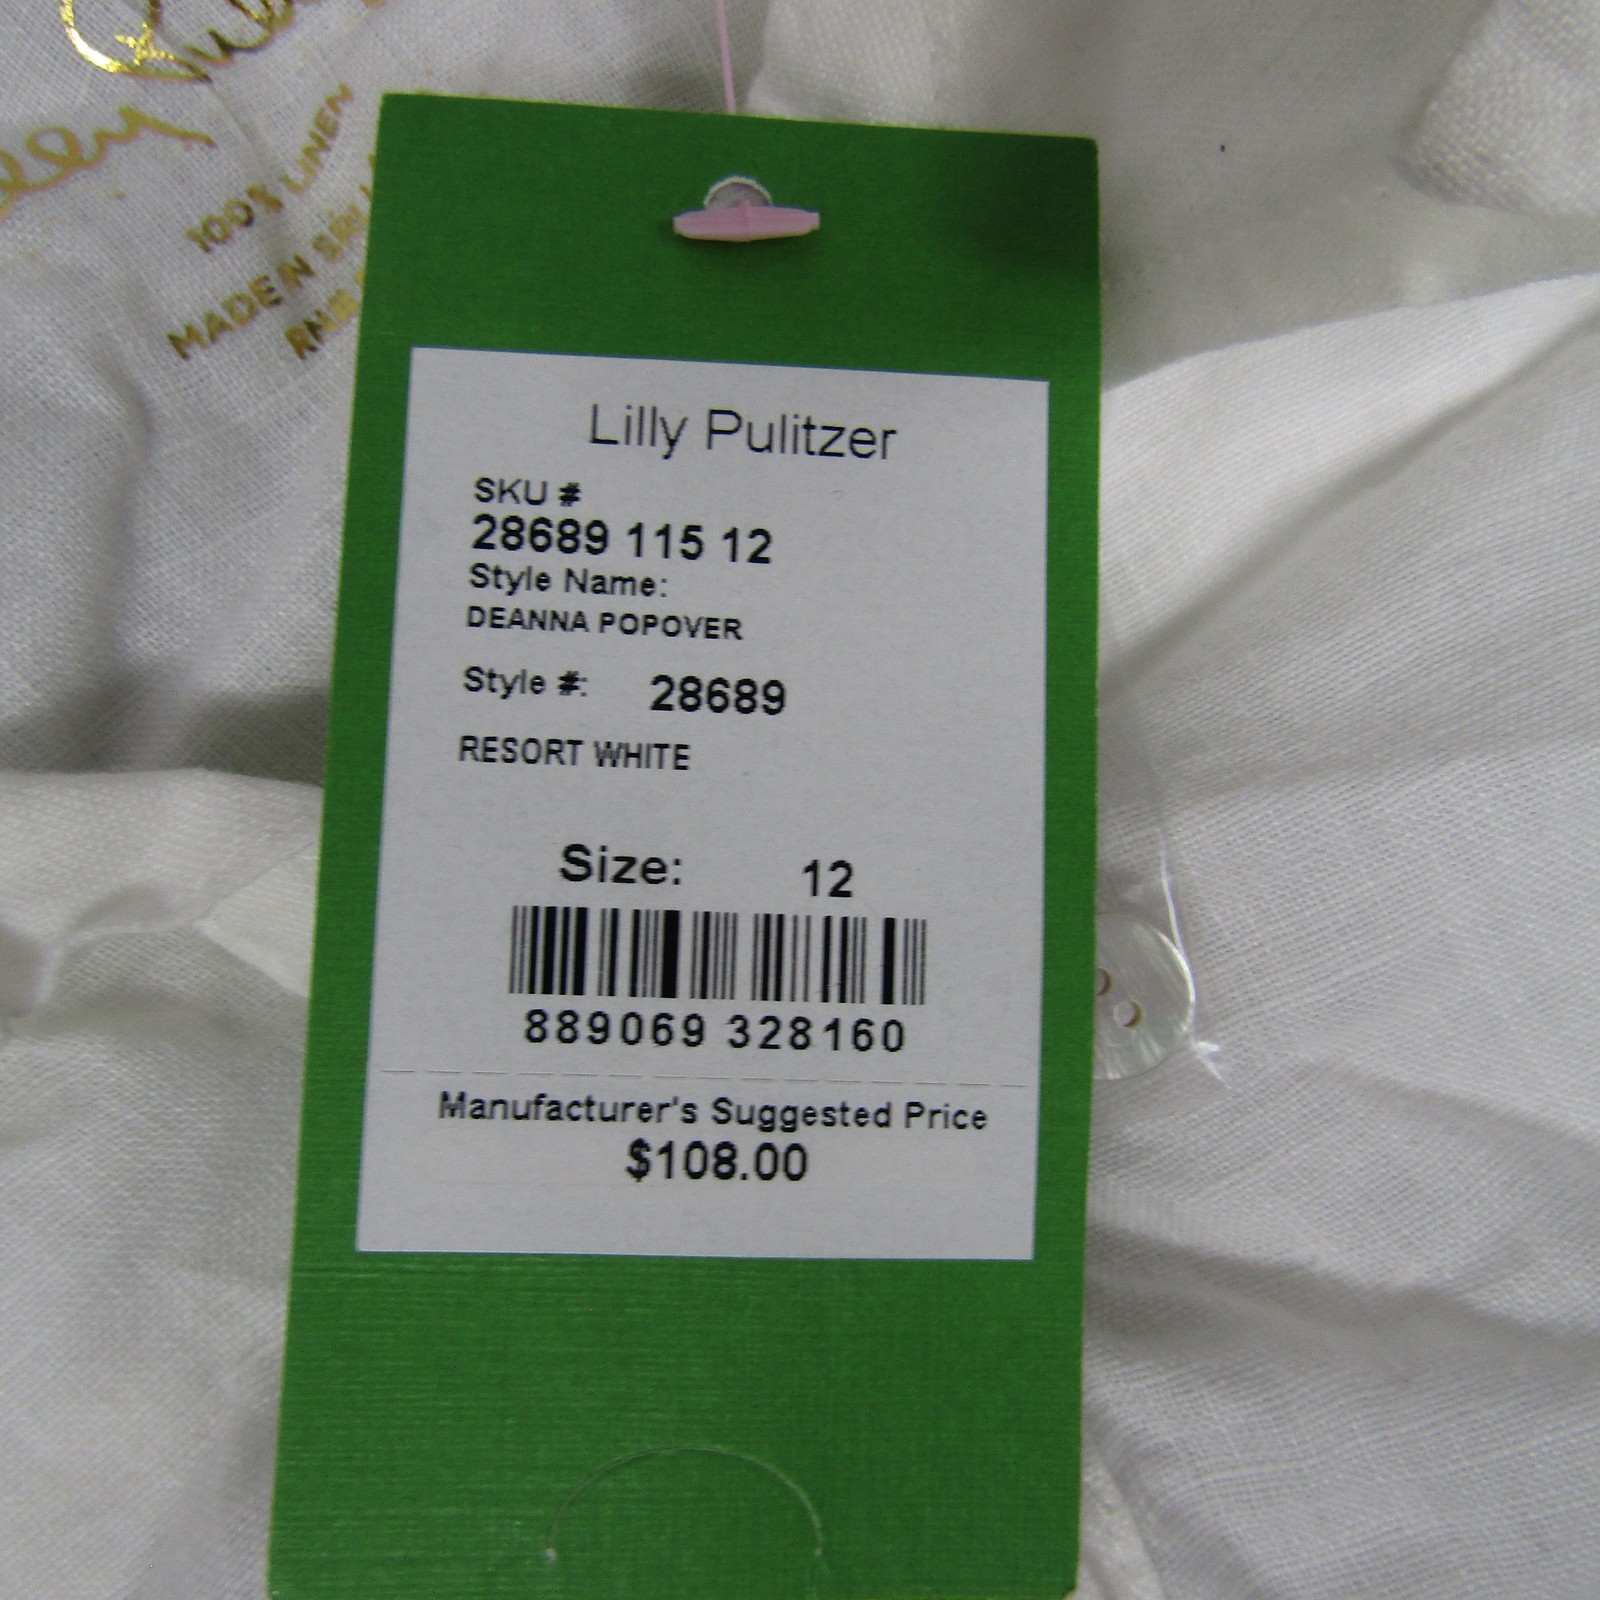 100% LINEN
MADE IN SRI
Lilly Pulitzer
SKU #
28689 115 12
Style Name:
DEANNA POPOVER
Style #: 28689
RESORT WHITE
Size: 12
889069 328160
Manufacturer's Suggested Price
$108.00